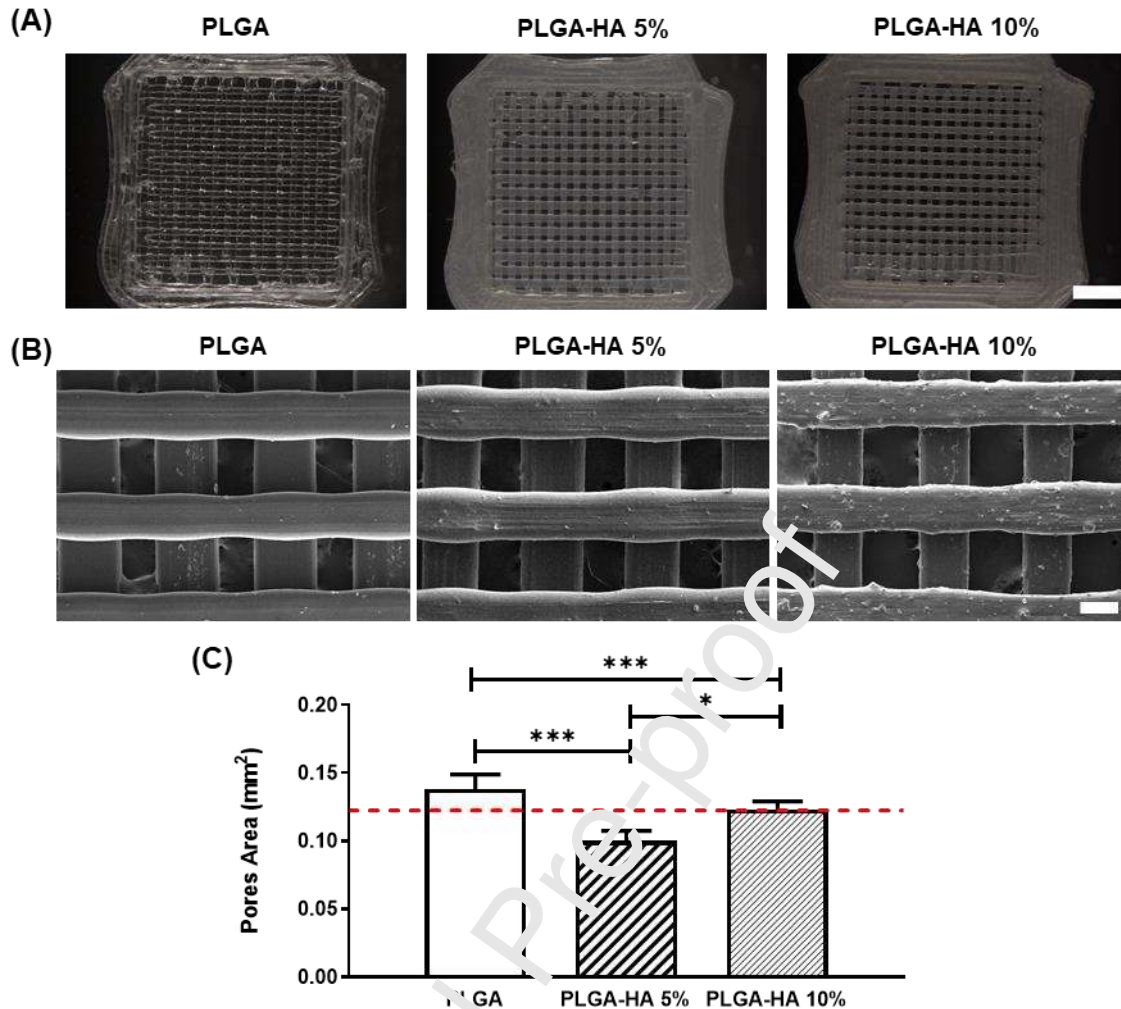 (A)
PLGA PLGA-HA 5% PLGA-HA 10%
(B)
PLGA PLGA-HA 5% PLGA-HA 10%
(C)
***
*
***
0.20
0.15
0.10
0.05
0.00
Pores Area (mm²)
PLGA PLGA-HA 5% PLGA-HA 10%
Pre-proof